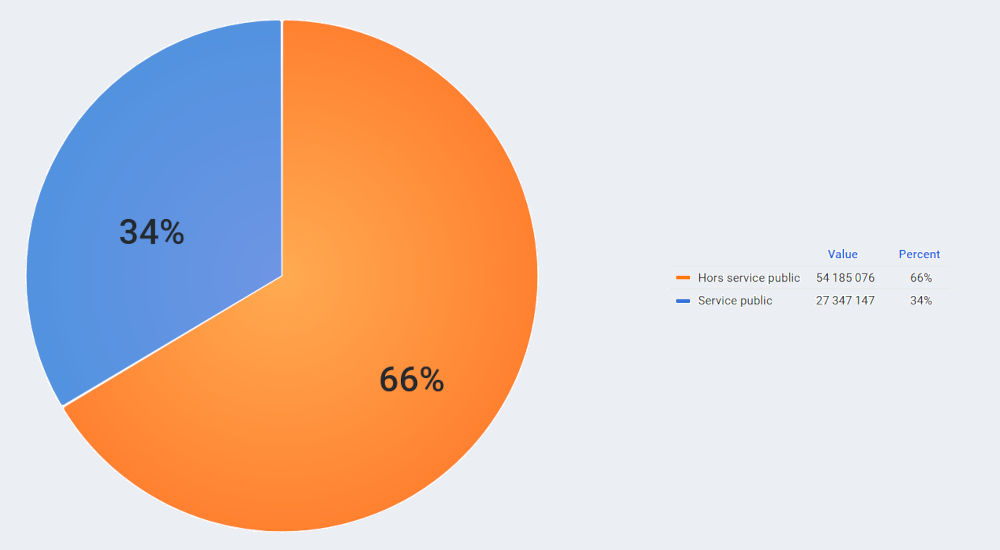 34%
66%
Value Percent
Hors service public 54 185 076 66%
Service public 27 347 147 34%